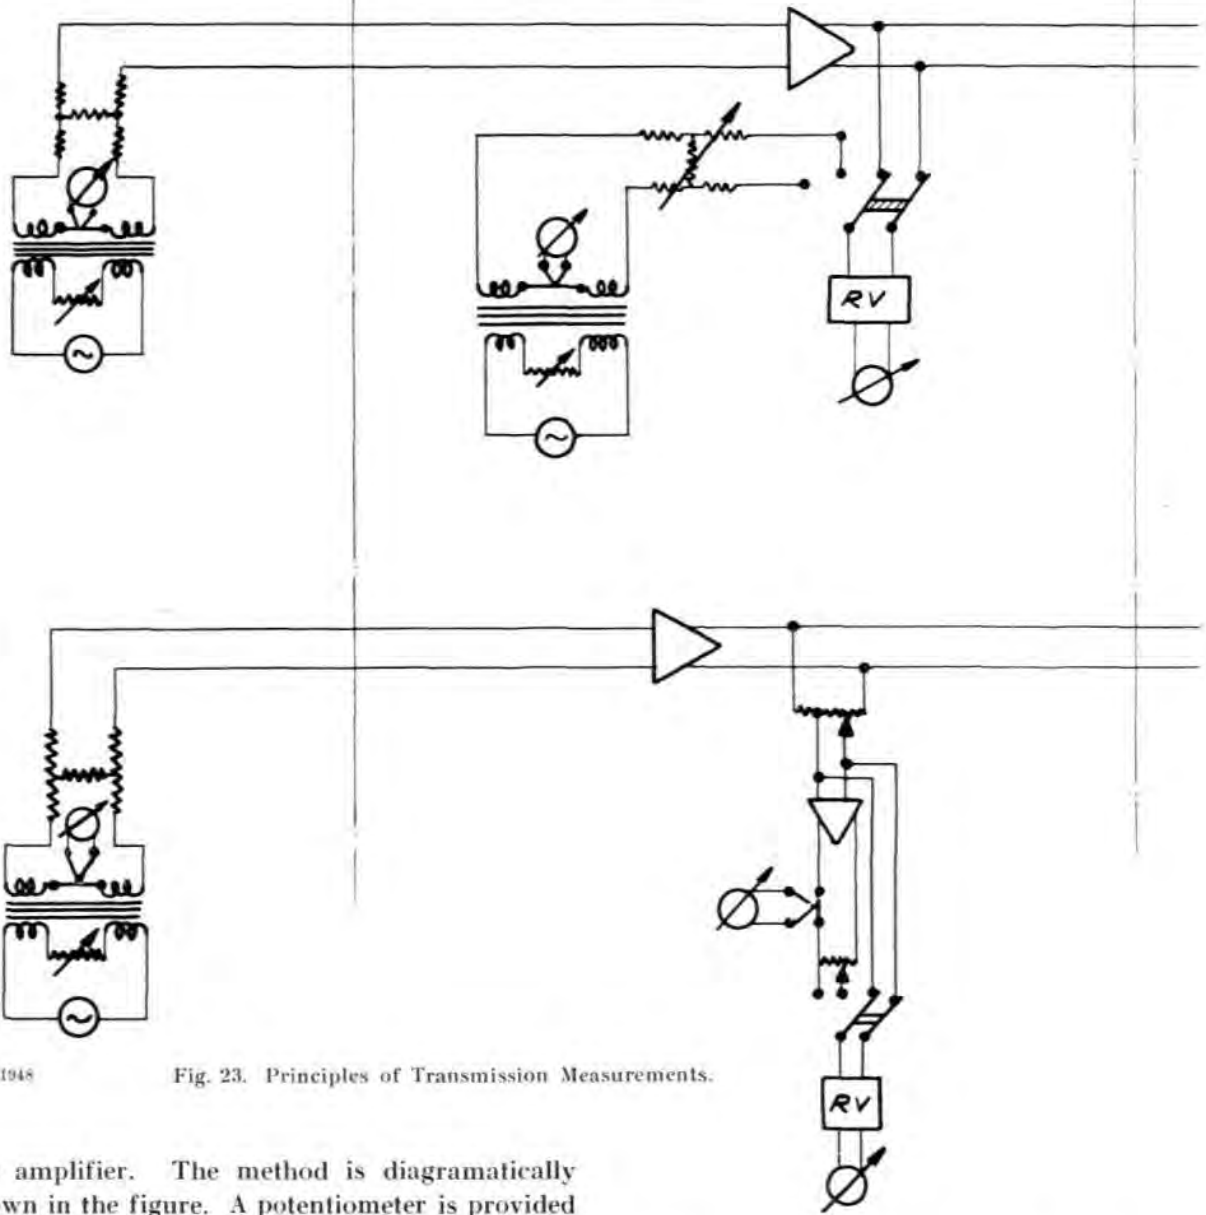 RV
1948 Fig. 23. Principles of Transmission Measurements.
RV
amplifier. The method is diagramatically
wn in the figure. A potentiometer is provided